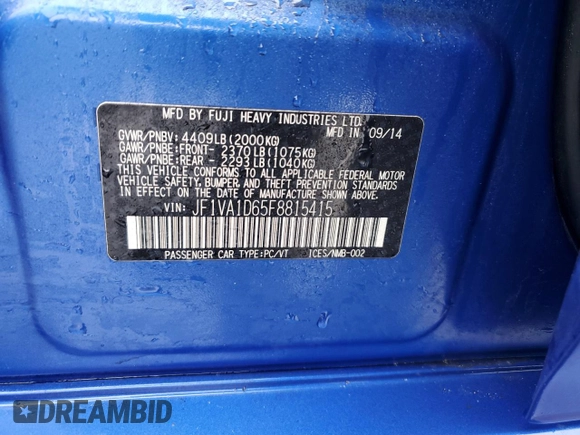 MFD BY FUJI HEAVY INDUSTRIES LTD.
MFD IN 09/14
GVWR/PNBV: 4409LB(2000KG)
GAWR/PNBE:FRONT- 2370LB(1075KG)
GAWR/PNBE:REAR - 2293LB(1040KG)
THIS VEHICLE CONFORMS TO ALL APPLICABLE FEDERAL MOTOR
VEHICLE SAFETY, BUMPER, AND THEFT PREVENTION STANDARDS
IN EFFECT ON THE DATE OF MANUFACTURE SHOWN ABOVE.
VIN: JF1VA1D65F8815415
PASSENGER CAR TYPE:PC/VT ICES/NMB-002
DREAMBID